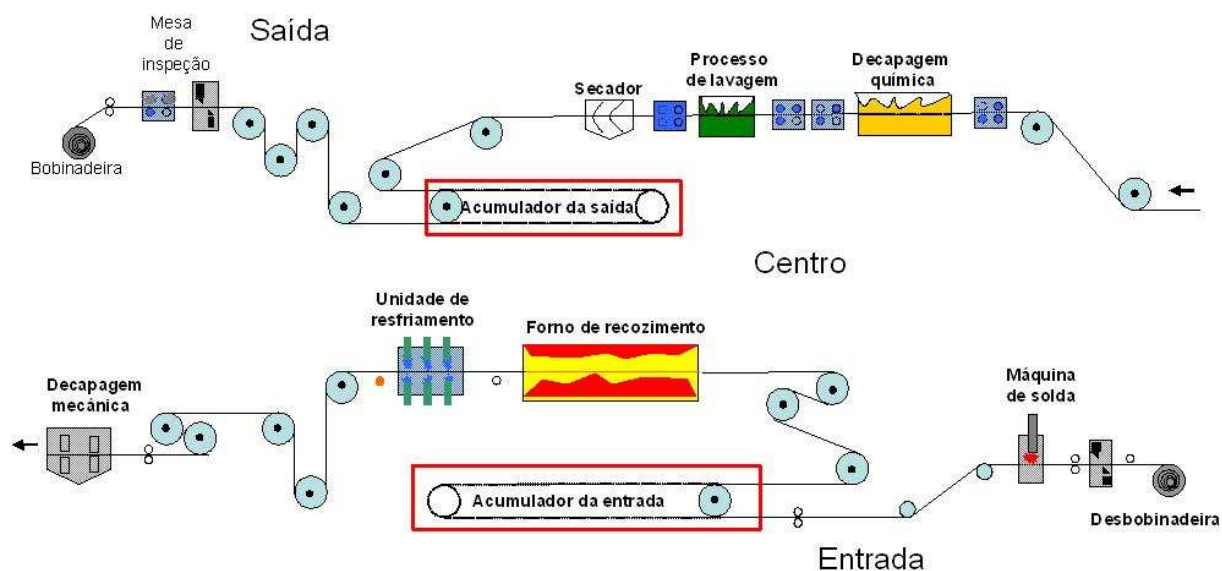 Saída
Mesa
de
inspeção
Bobinadeira
Secador
Processo
de lavagem
Decapagem
química
Acumulador da saída
Centro
Unidade de
resfriamento
Forno de recozimento
Decapagem
mecânica
Máquina
de solda
Acumulador da entrada
Desbobinadeira
Entrada